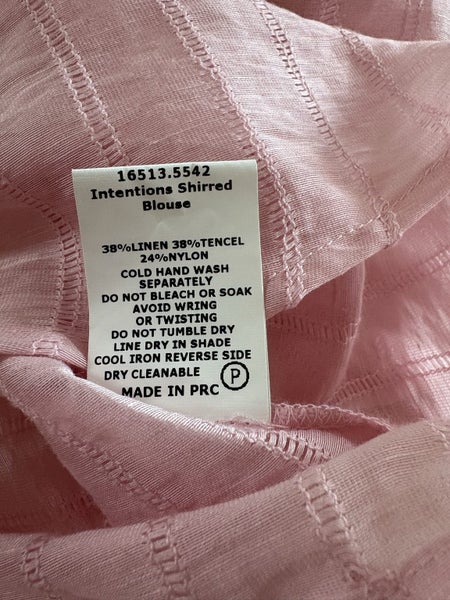 16513.5542
Intentions Shirred
Blouse
38%LINEN 38%TENCEL
24%NYLON
COLD HAND WASH
SEPARATELY
DO NOT BLEACH OR SOAK
AVOID WRING
OR TWISTING
DO NOT TUMBLE DRY
LINE DRY IN SHADE
COOL IRON REVERSE SIDE
DRY CLEANABLE P
MADE IN PRC